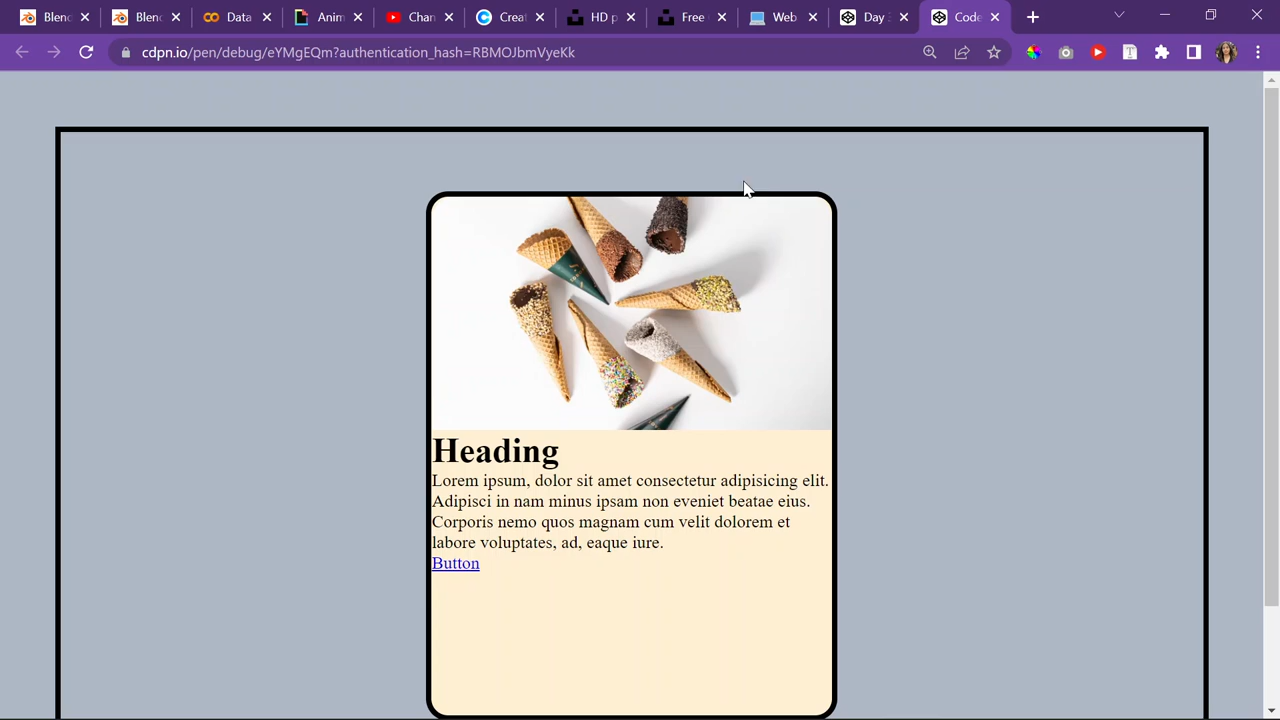 Blen
Blen
Data
Anim
Chan
Creat
HD p
Free
Web
Day
Code
cdpn.io/pen/debug/eYMgEQm?authentication_hash=RBMOJbmVyeKk
Heading
Lorem ipsum, dolor sit amet consectetur adipisicing elit.
Adipisci in nam minus ipsam non eveniet beatae eius.
Corporis nemo quos magnam cum velit dolorem et
labore voluptates, ad, eaque iure.
Button